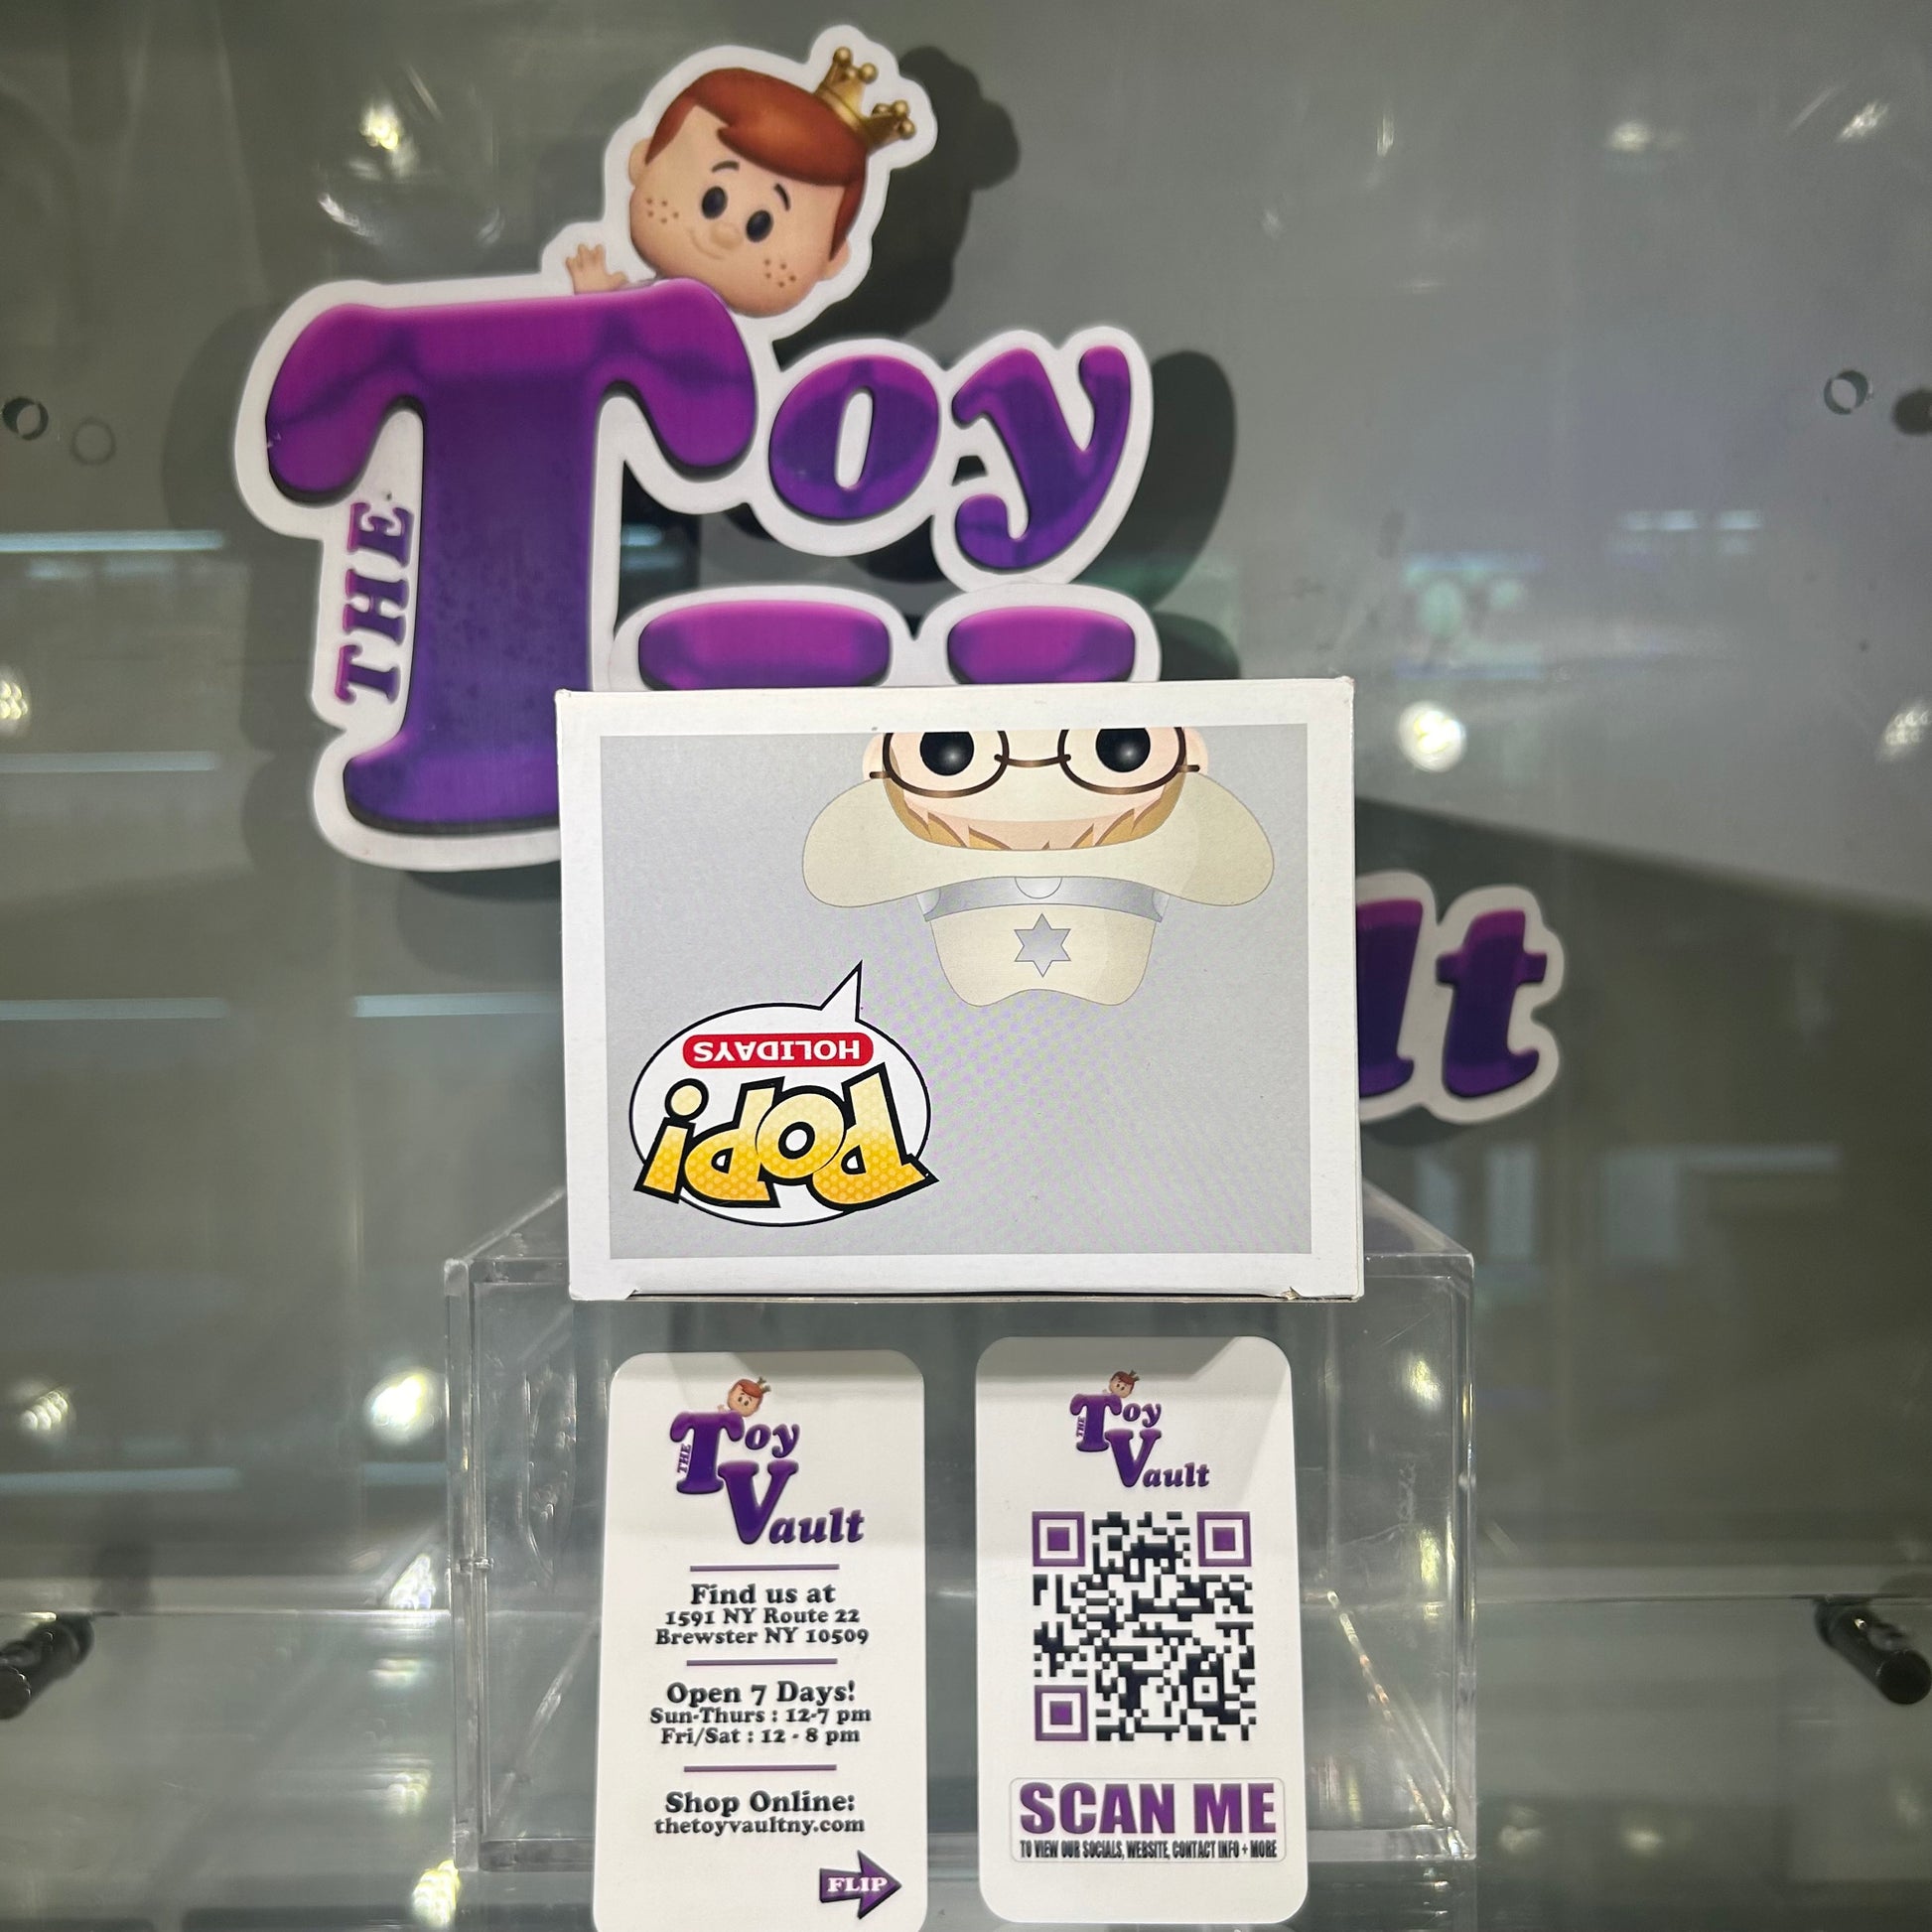 THE Toy
lt
HOLIDAYS
POP!
THE Toy
Vault
Find us at
1591 NY Route 22
Brewster NY 10509
Open 7 Days!
Sun-Thurs : 12-7 pm
Fri/Sat : 12 - 8 pm
Shop Online:
thetoyvaultny.com
FLIP
THE Toy
Vault
SCAN ME
TO VIEW OUR SOCIALS, WEBSITE, CONTACT INFO + MORE